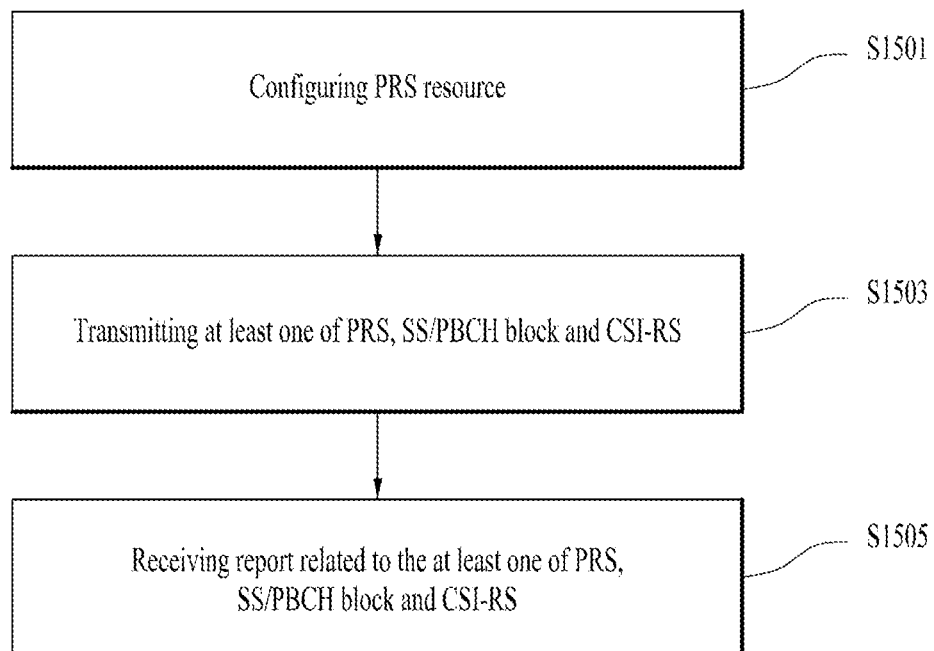 Configuring PRS resource
S1501
Transmitting at least one of PRS, SS/PBCH block and CSI-RS
S1503
Receiving report related to the at least one of PRS,
SS/PBCH block and CSI-RS
S1505